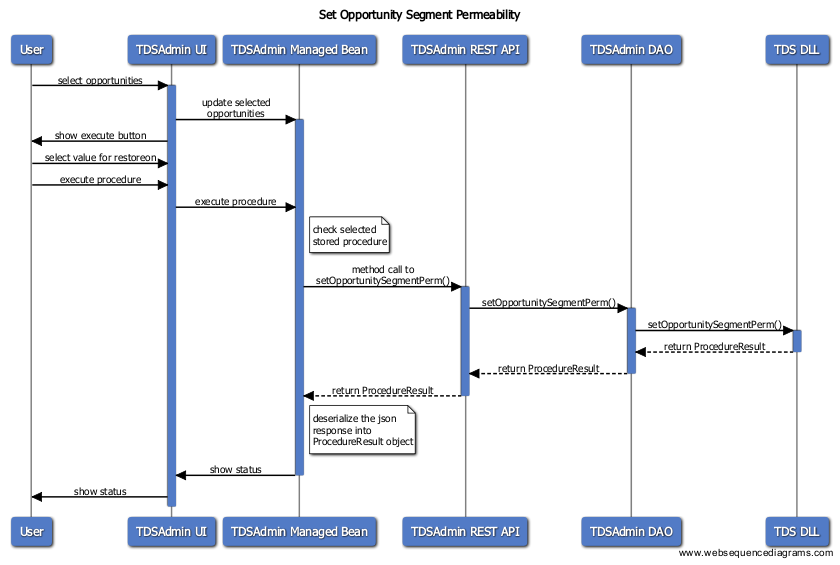 Set Opportunity Segment Permeability
User
TDSAdmin UI
TDSAdmin Managed Bean
TDSAdmin REST API
TDSAdmin DAO
TDS DLL
select opportunities
update selected
opportunities
show execute button
select value for restoreon
execute procedure
execute procedure
check selected
stored procedure
method call to
setOpportunitySegmentPerm()
setOpportunitySegmentPerm()
setOpportunitySegmentPerm()
return ProcedureResult
return ProcedureResult
return ProcedureResult
deserialize the json
response into
ProcedureResult object
show status
show status
User
TDSAdmin UI
TDSAdmin Managed Bean
TDSAdmin REST API
TDSAdmin DAO
TDS DLL
www.websequencediagrams.com